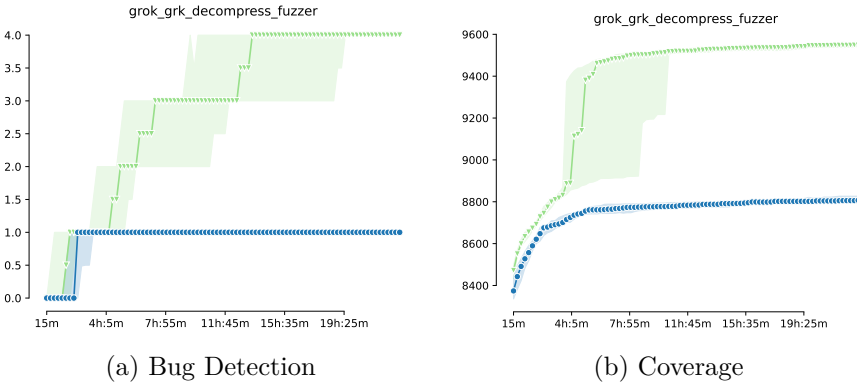 grok_grk_decompress_fuzzer
4.0
3.5
3.0
2.5
2.0
1.5
1.0
0.5
0.0
15m 4h:5m 7h:55m 11h:45m 15h:35m 19h:25m
(a) Bug Detection
grok_grk_decompress_fuzzer
9600
9400
9200
9000
8800
8600
8400
15m 4h:5m 7h:55m 11h:45m 15h:35m 19h:25m
(b) Coverage